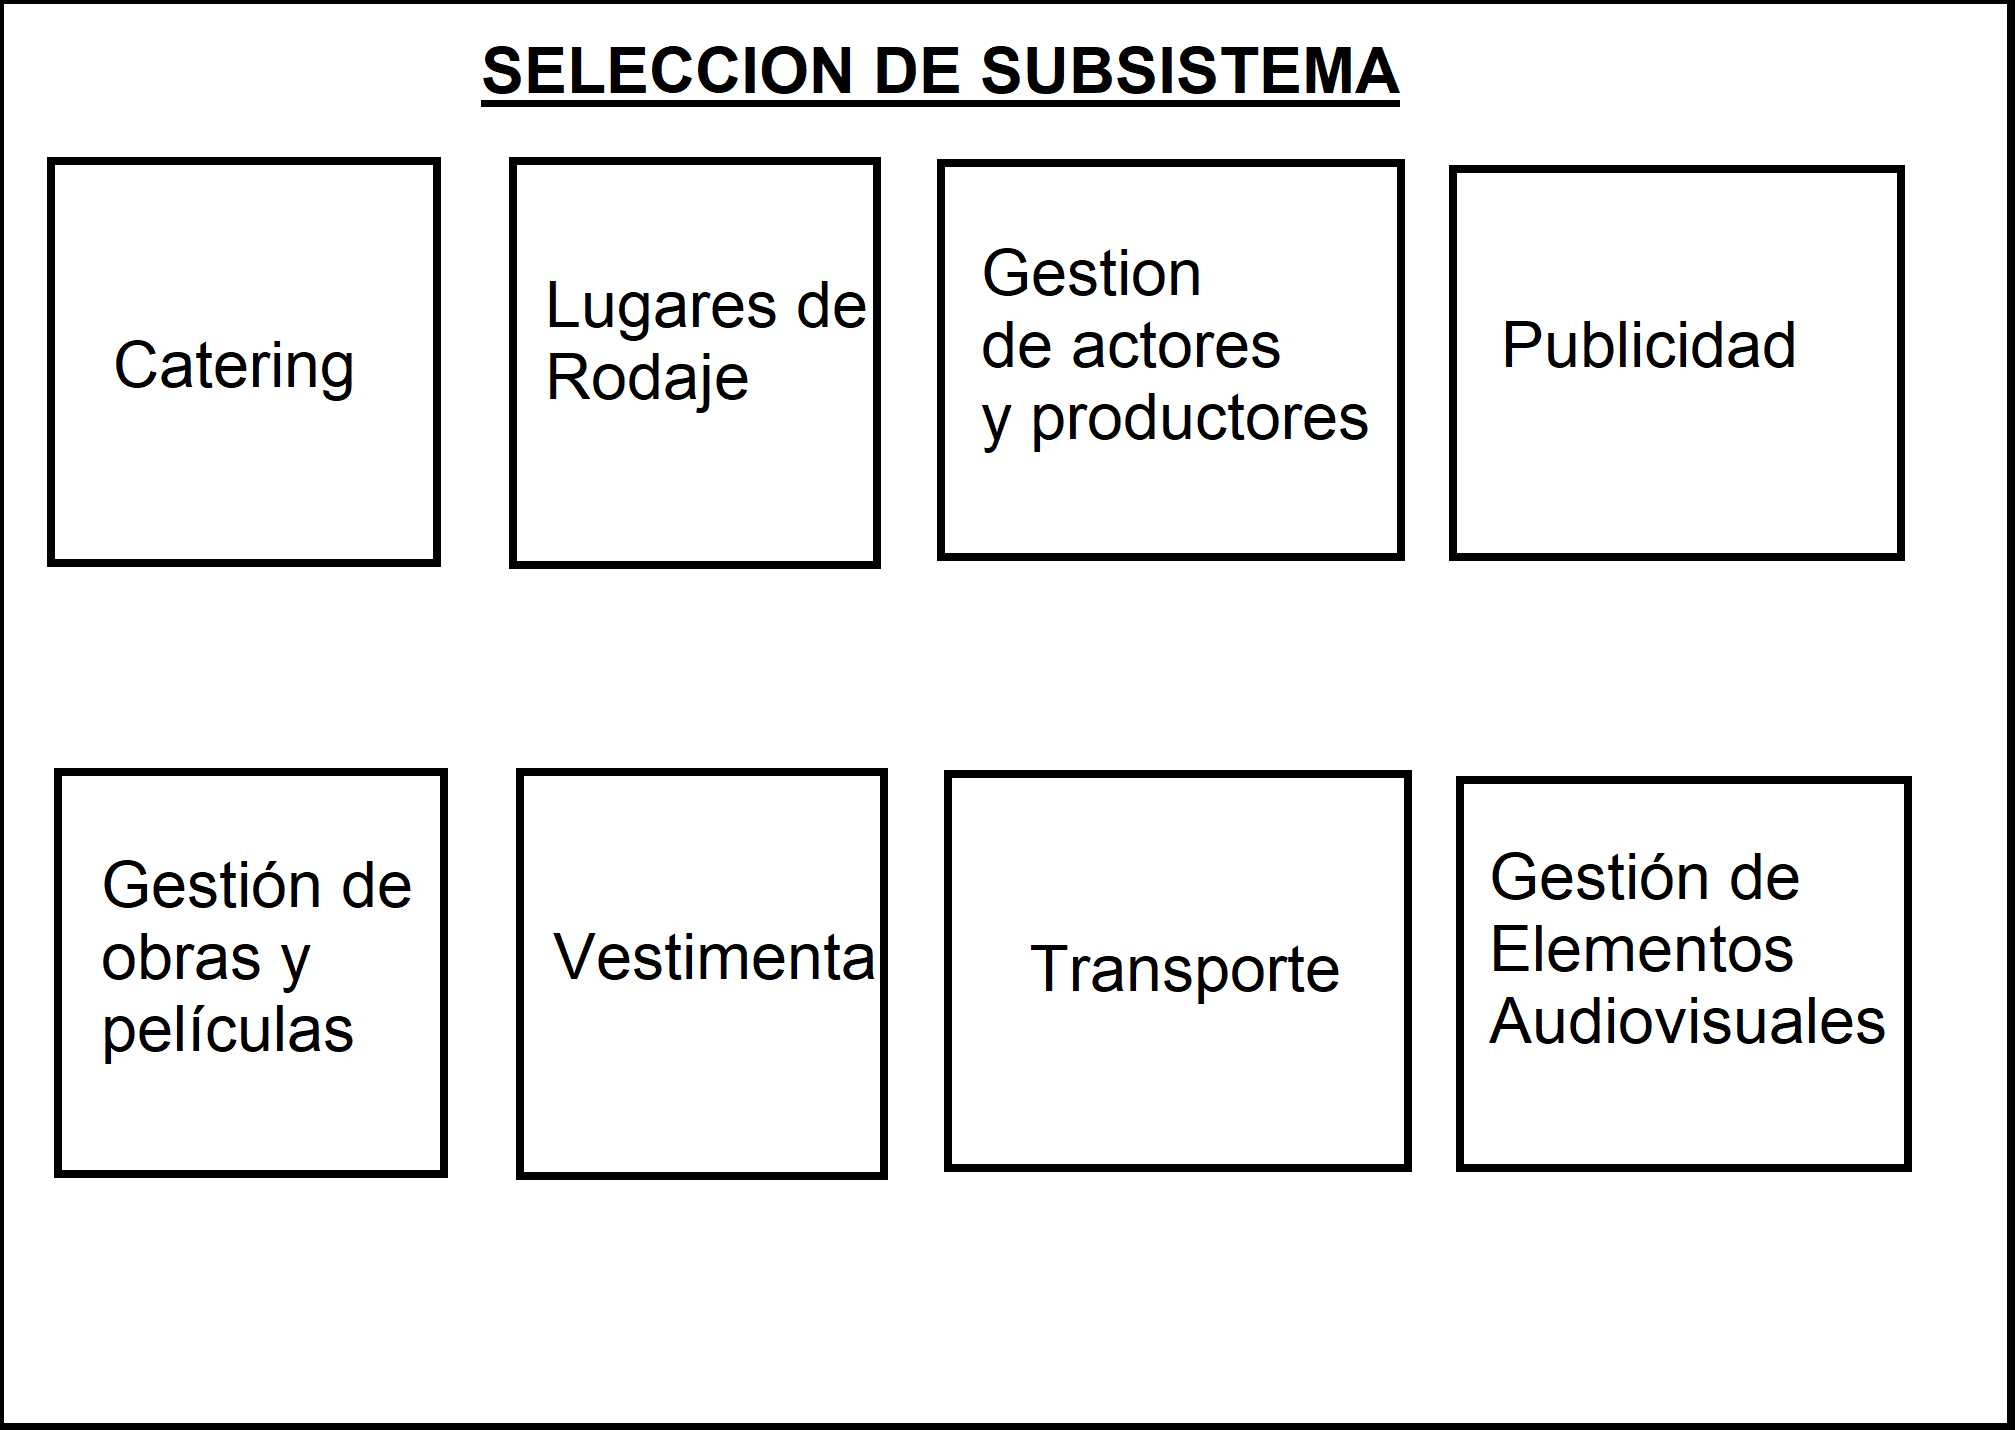 SELECCION DE SUBSISTEMA
Catering
Lugares de
Rodaje
Gestion
de actores
y productores
Publicidad
Gestión de
obras y
películas
Vestimenta
Transporte
Gestión de
Elementos
Audiovisuales